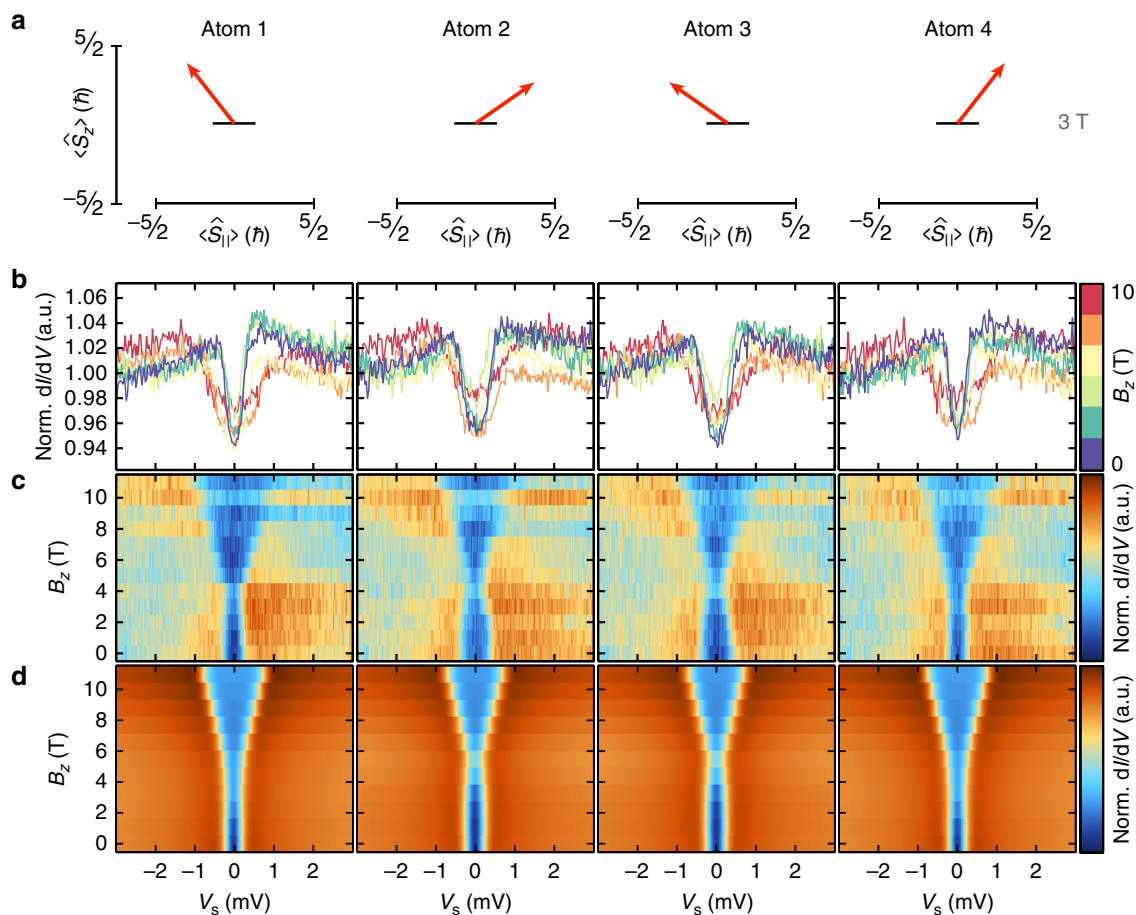 a
Atom 1 Atom 2 Atom 3 Atom 4
5/2
<Ŝz> (ħ)
−5/2
3 T
−5/2 5/2 −5/2 5/2 −5/2 5/2 −5/2 5/2
<Ŝ||> (ħ) <Ŝ||> (ħ) <Ŝ||> (ħ) <Ŝ||> (ħ)
b
Norm. dI/dV (a.u.)
1.06
1.04
1.02
1.00
0.98
0.96
0.94
10
Bz (T)
0
c
Bz (T)
10
8
6
4
2
0
Norm. dI/dV (a.u.)
d
Bz (T)
10
8
6
4
2
0
Norm. dI/dV (a.u.)
−2 −1 0 1 2 −2 −1 0 1 2 −2 −1 0 1 2 −2 −1 0 1 2
Vs (mV) Vs (mV) Vs (mV) Vs (mV)